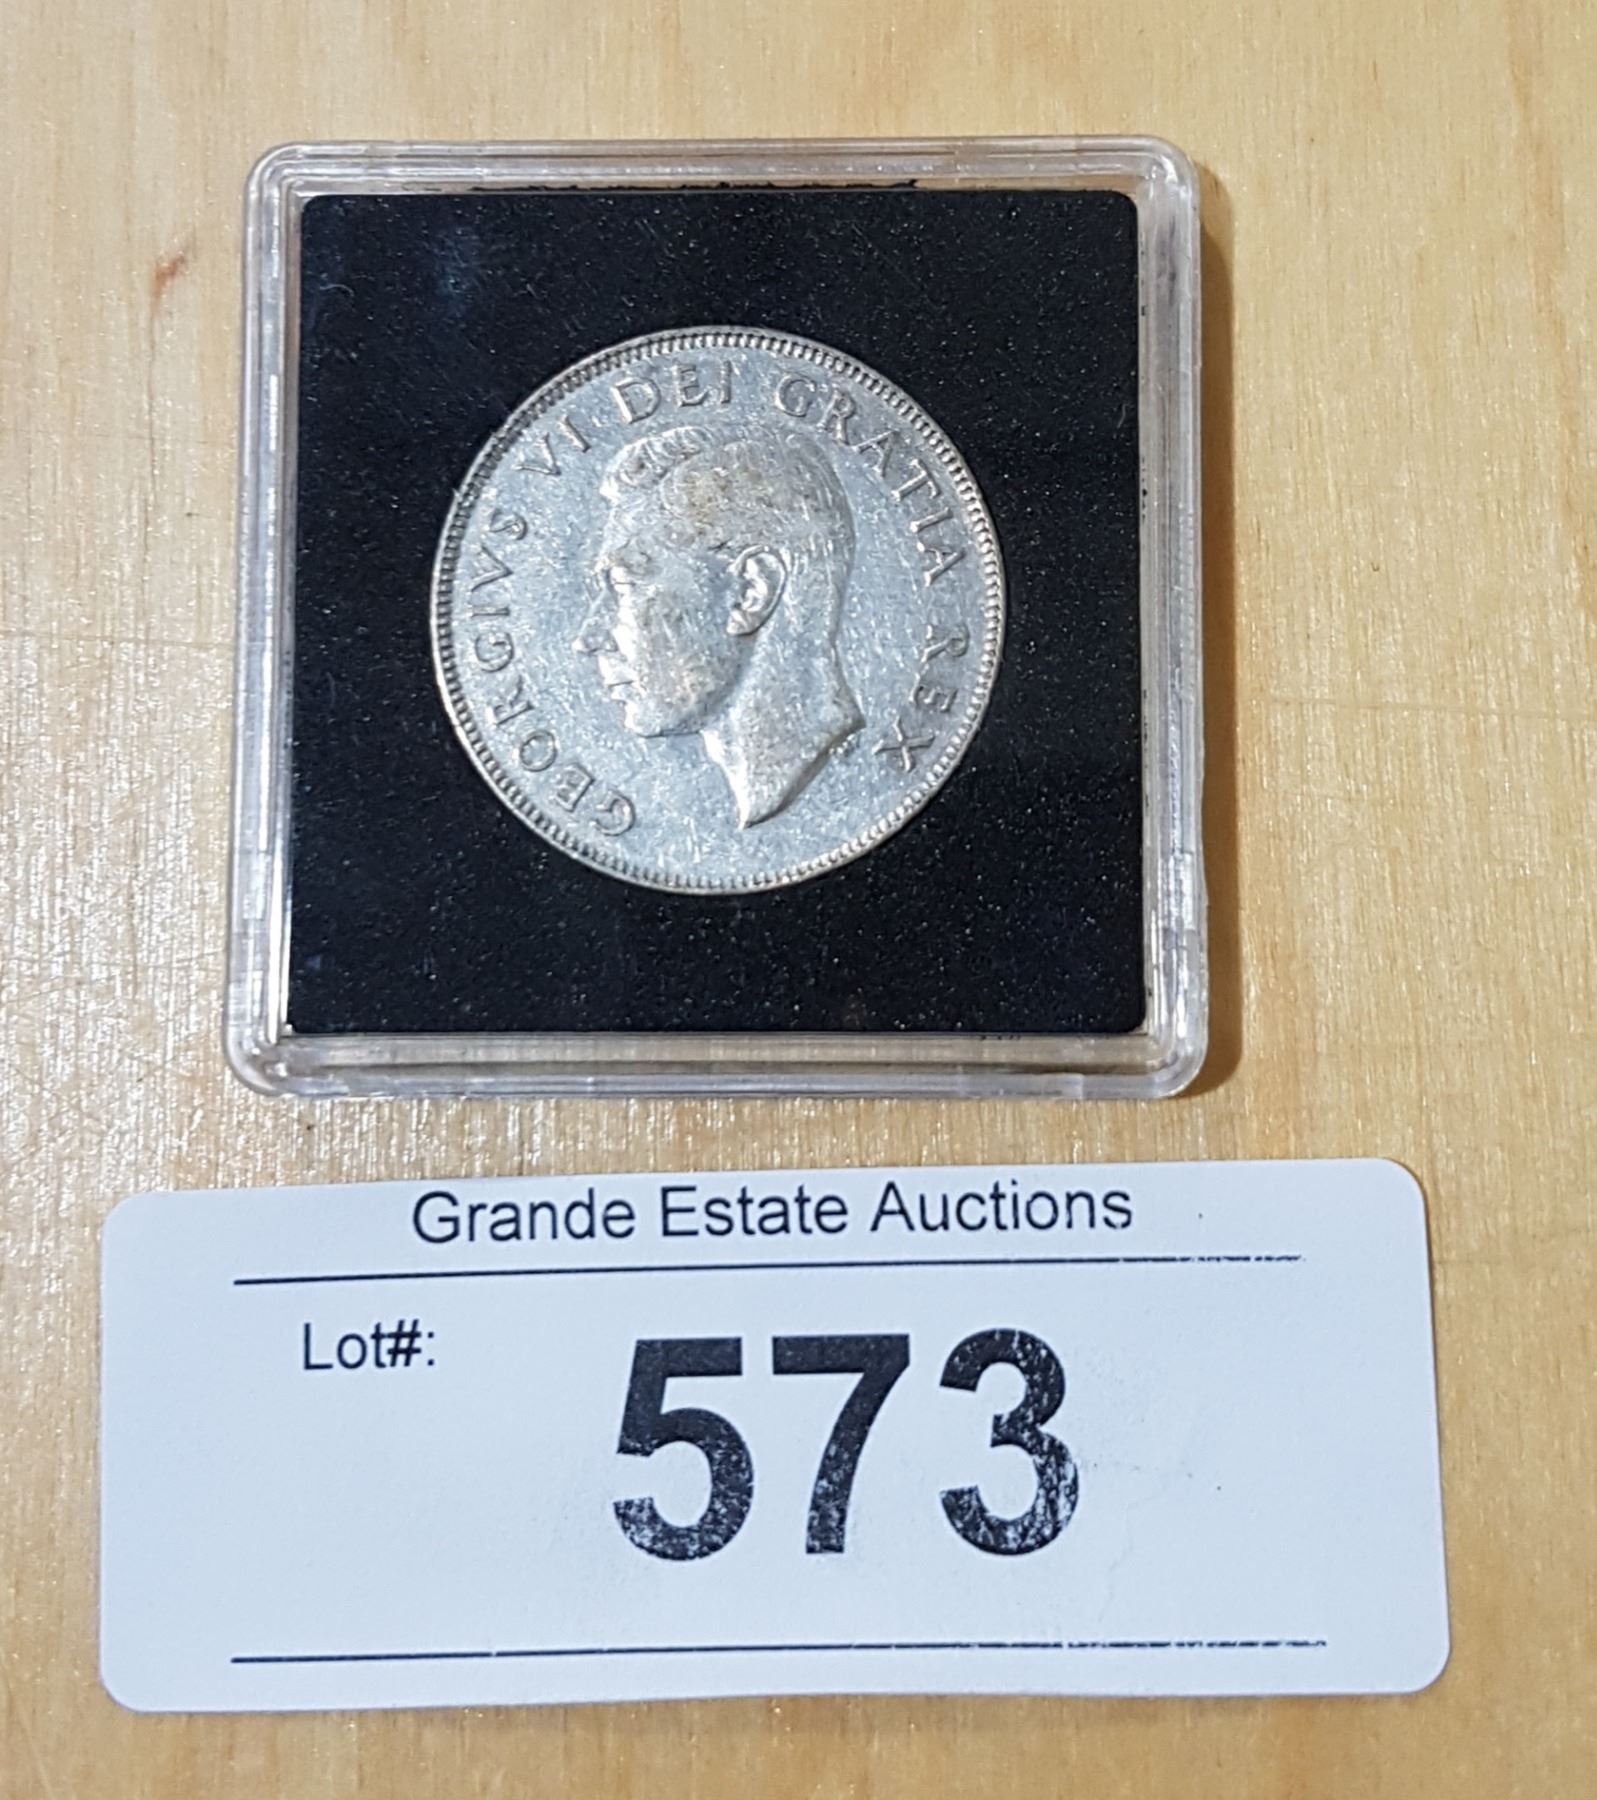 GEORGIVS VI DEI GRATIA REX
Grande Estate Auctions
Lot#:
573